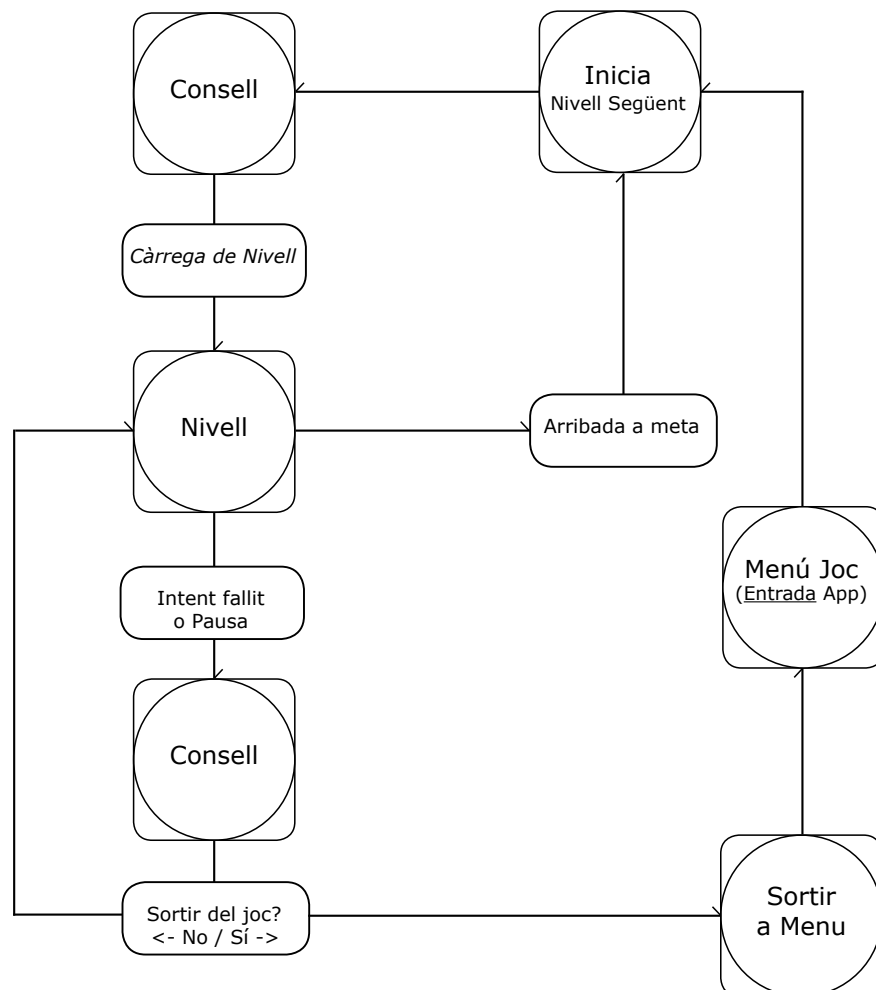 Consell
Inicia
Nivell Següent
Càrrega de Nivell
Nivell
Arribada a meta
Menú Joc
(Entrada App)
Intent fallit
o Pausa
Consell
Sortir del joc?
<- No / Sí ->
Sortir
a Menu